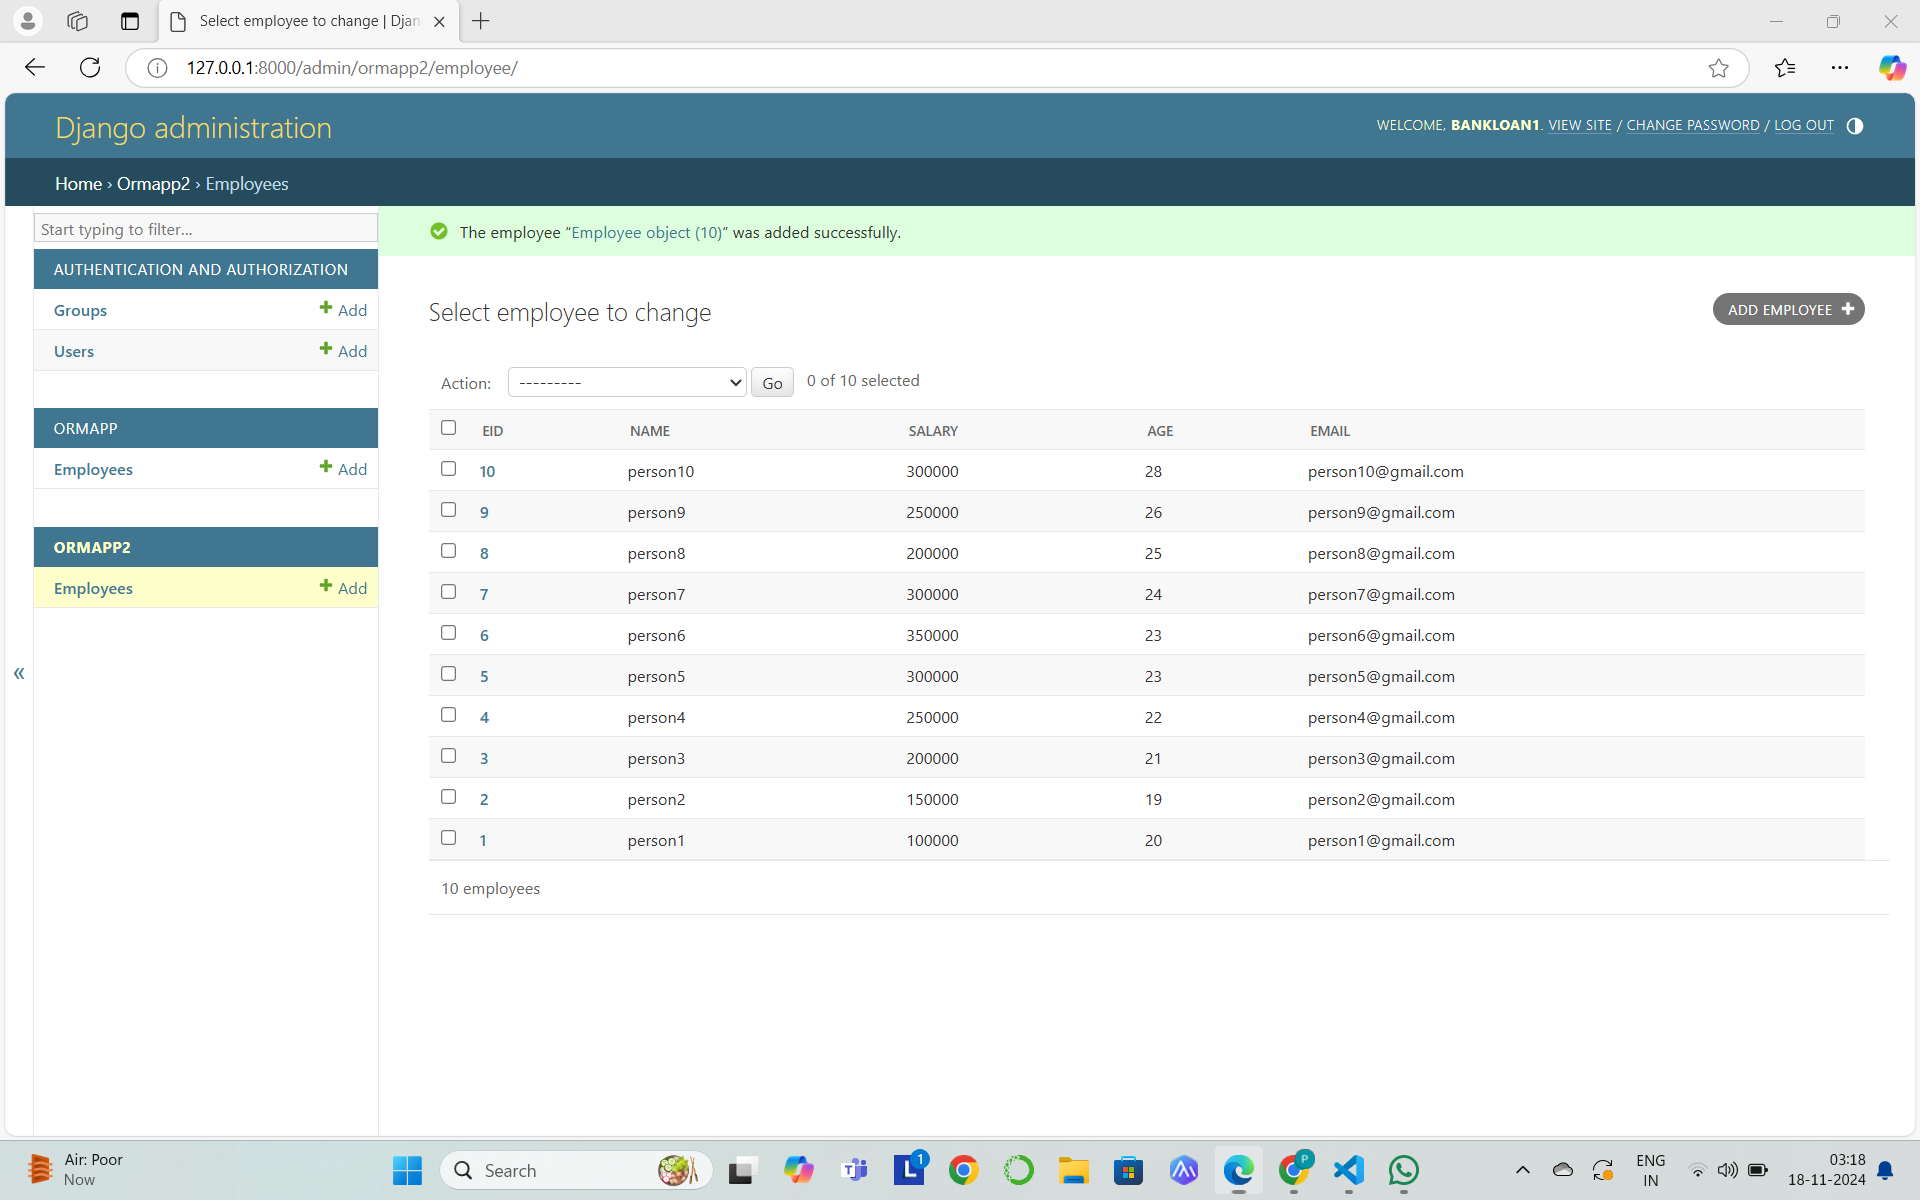 Select employee to change | Djan
127.0.0.1:8000/admin/ormapp2/employee/
Django administration
WELCOME, BANKLOAN1. VIEW SITE / CHANGE PASSWORD / LOG OUT
Home › Ormapp2 › Employees
Start typing to filter...
The employee “Employee object (10)” was added successfully.
AUTHENTICATION AND AUTHORIZATION
Groups Add
Users Add
ORMAPP
Employees Add
ORMAPP2
Employees Add
«
Select employee to change
ADD EMPLOYEE
Action: --------- Go 0 of 10 selected
EID NAME SALARY AGE EMAIL
10 person10 300000 28 person10@gmail.com
9 person9 250000 26 person9@gmail.com
8 person8 200000 25 person8@gmail.com
7 person7 300000 24 person7@gmail.com
6 person6 350000 23 person6@gmail.com
5 person5 300000 23 person5@gmail.com
4 person4 250000 22 person4@gmail.com
3 person3 200000 21 person3@gmail.com
2 person2 150000 19 person2@gmail.com
1 person1 100000 20 person1@gmail.com
10 employees
Air: Poor
Now
Search
L 1
P
ENG
IN
03:18
18-11-2024